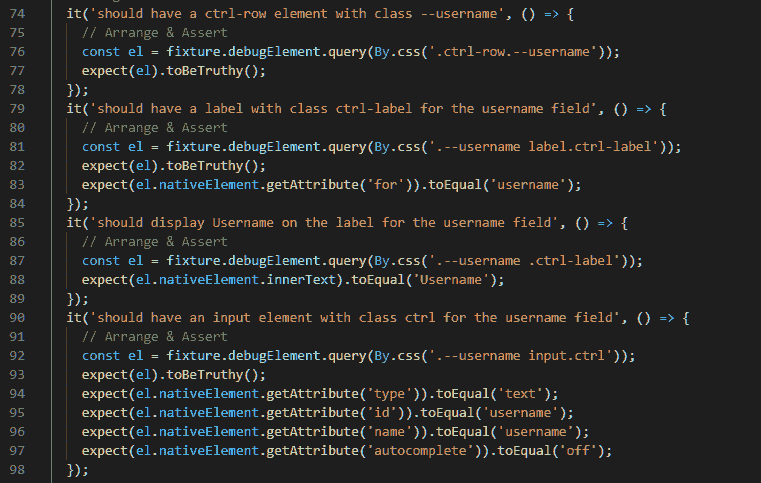 74 it('should have a ctrl-row element with class --username', () => {
75 // Arrange & Assert
76 const el = fixture.debugElement.query(By.css('.ctrl-row.--username'));
77 expect(el).toBeTruthy();
78 });
79 it('should have a label with class ctrl-label for the username field', () => {
80 // Arrange & Assert
81 const el = fixture.debugElement.query(By.css('.--username label.ctrl-label'));
82 expect(el).toBeTruthy();
83 expect(el.nativeElement.getAttribute('for')).toEqual('username');
84 });
85 it('should display Username on the label for the username field', () => {
86 // Arrange & Assert
87 const el = fixture.debugElement.query(By.css('.--username .ctrl-label'));
88 expect(el.nativeElement.innerText).toEqual('Username');
89 });
90 it('should have an input element with class ctrl for the username field', () => {
91 // Arrange & Assert
92 const el = fixture.debugElement.query(By.css('.--username input.ctrl'));
93 expect(el).toBeTruthy();
94 expect(el.nativeElement.getAttribute('type')).toEqual('text');
95 expect(el.nativeElement.getAttribute('id')).toEqual('username');
96 expect(el.nativeElement.getAttribute('name')).toEqual('username');
97 expect(el.nativeElement.getAttribute('autocomplete')).toEqual('off');
98 });